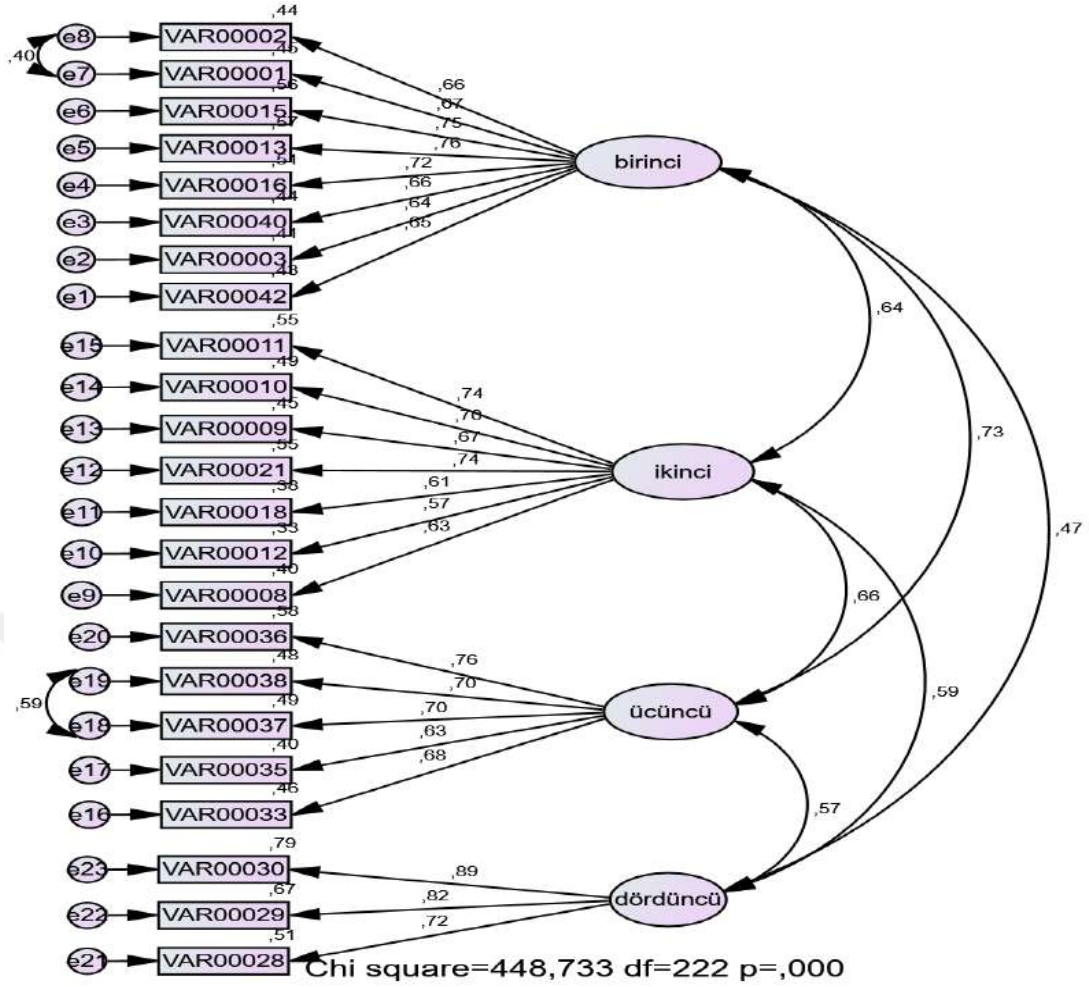 ,44
e8 VAR00002
,40
,45
e7 VAR00001
,66
,56
e6 VAR00015
,67
,57
e5 VAR00013
,75
,76
birinci
,51
e4 VAR00016
,72
,44
e3 VAR00040
,66
,41
e2 VAR00003
,64
,43
e1 VAR00042
,65
,64
,55
e15 VAR00011
,49
e14 VAR00010
,74
,45
e13 VAR00009
,70
,73
,67
,55
e12 VAR00021
,74
ikinci
,38
e11 VAR00018
,61
,33
e10 VAR00012
,57
,47
,63
,40
e9 VAR00008
,66
,58
e20 VAR00036
,48
e19 VAR00038
,76
,59
,70
,59
,49
e18 VAR00037
,70
ücüncü
,40
e17 VAR00035
,63
,68
,46
e16 VAR00033
,57
,79
e23 VAR00030
,89
,67
e22 VAR00029
,82
dördüncü
,51
e21 VAR00028
,72
Chi square=448,733 df=222 p=,000